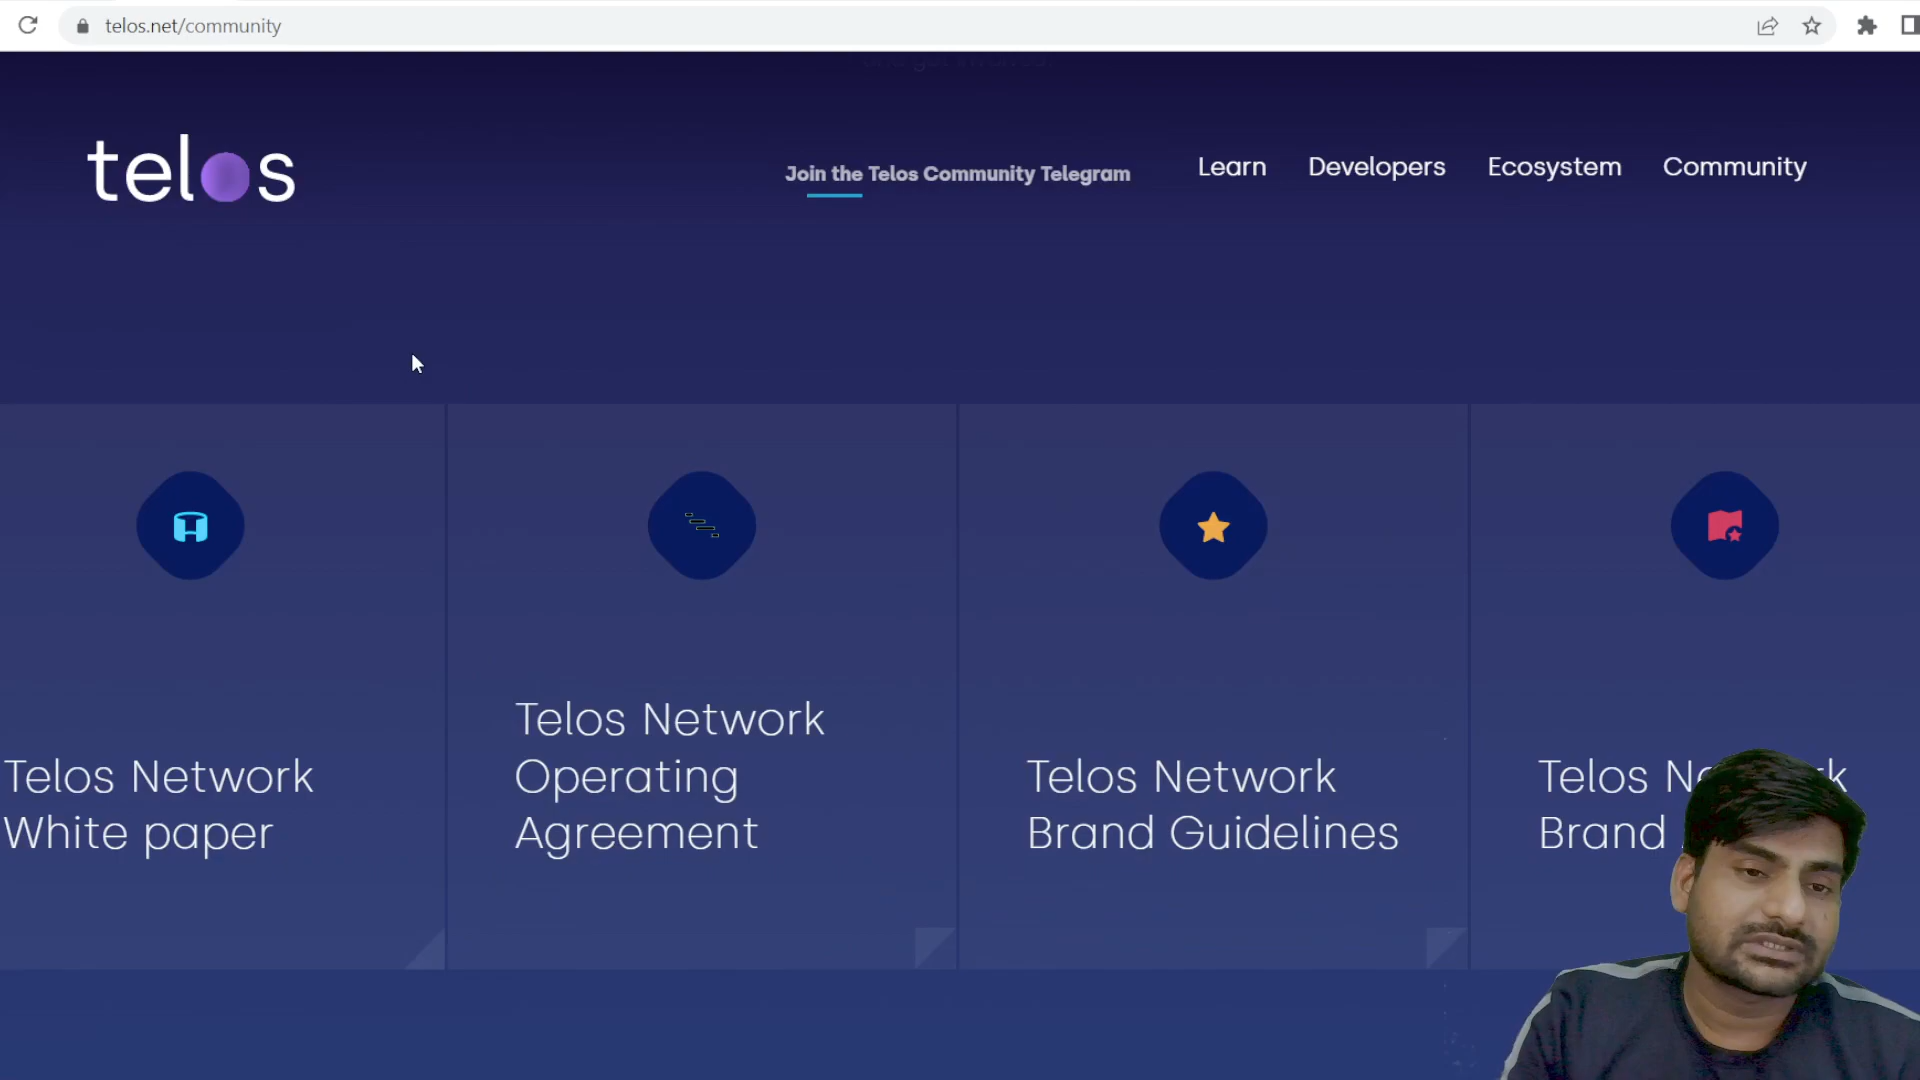 telos.net/community
telos
Join the Telos Community Telegram
Learn
Developers
Ecosystem
Community
Telos Network
White paper
Telos Network
Operating
Agreement
Telos Network
Brand Guidelines
Telos
Brand